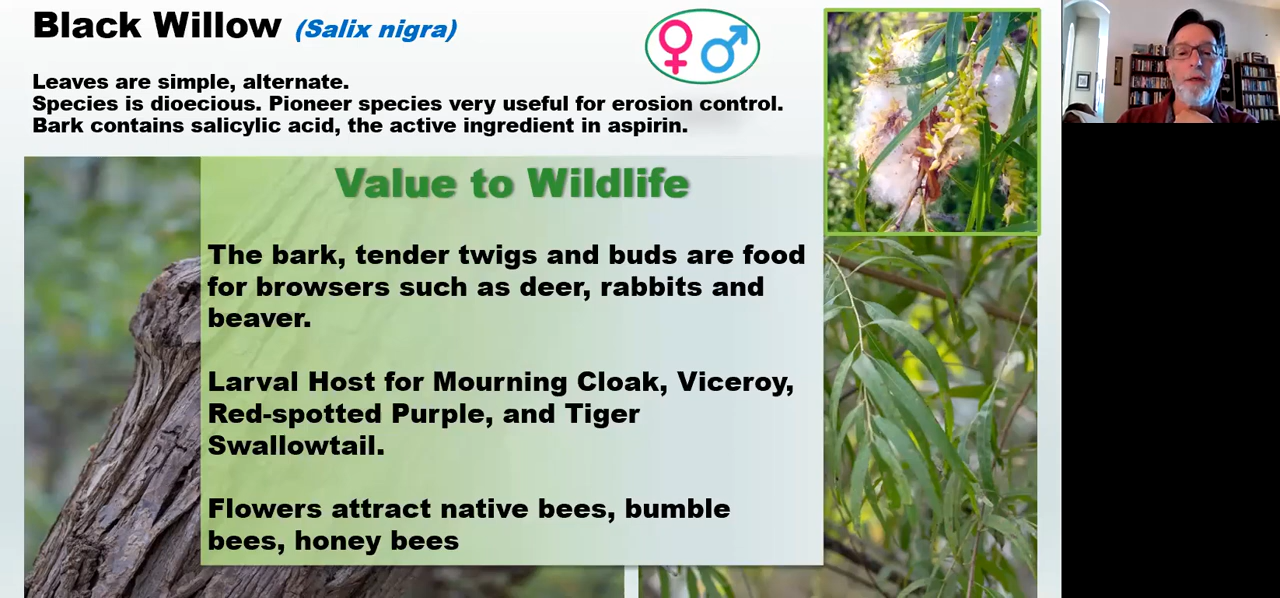 Black Willow (Salix nigra)
Leaves are simple, alternate.
Species is dioecious. Pioneer species very useful for erosion control.
Bark contains salicylic acid, the active ingredient in aspirin.
Value to Wildlife
The bark, tender twigs and buds are food
for browsers such as deer, rabbits and
beaver.
Larval Host for Mourning Cloak, Viceroy,
Red-spotted Purple, and Tiger
Swallowtail.
Flowers attract native bees, bumble
bees, honey bees